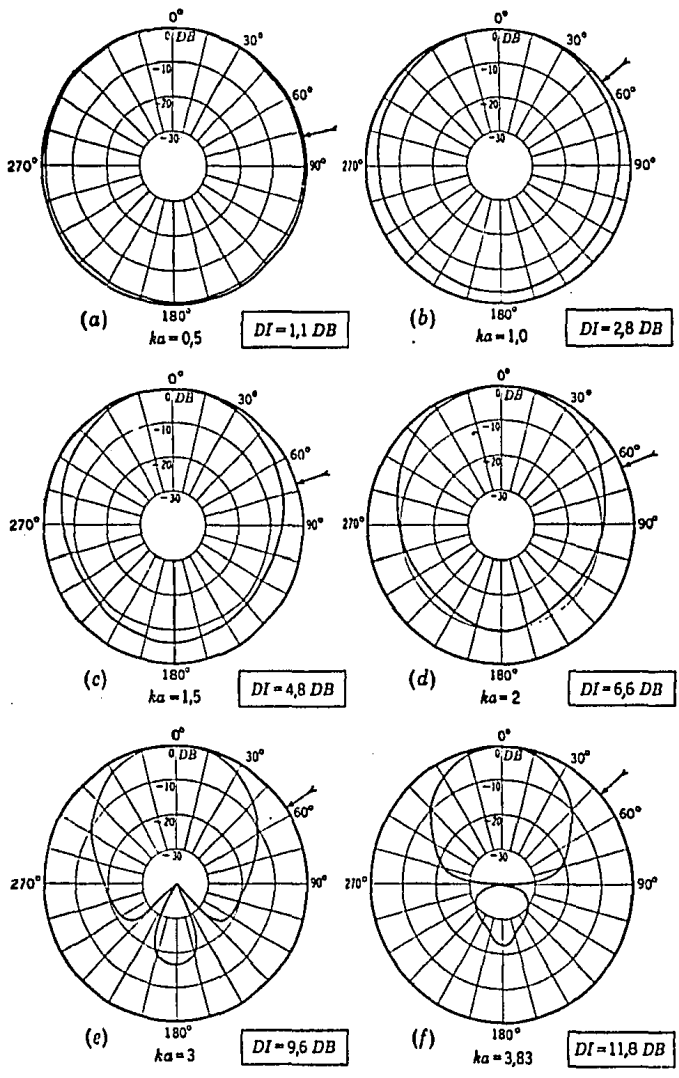 0°
0 DB
30°
-10
60°
-20
-30
270°
90°
180°
(a)
ka=0,5
DI=1,1 DB
0°
0 DB
30°
-10
60°
-20
-30
270°
90°
180°
(b)
ka=1,0
DI=2,8 DB
0°
0 DB
30°
-10
60°
-20
-30
270°
90°
180°
(c)
ka=1,5
DI=4,8 DB
0°
0 DB
30°
-10
60°
-20
-30
270°
90°
180°
(d)
ka=2
DI=6,6 DB
0°
0 DB
30°
-10
60°
-20
-30
270°
90°
180°
(e)
ka=3
DI=9,6 DB
0°
0 DB
30°
-10
60°
-20
-30
270°
90°
180°
(f)
ka=3,83
DI=11,8 DB